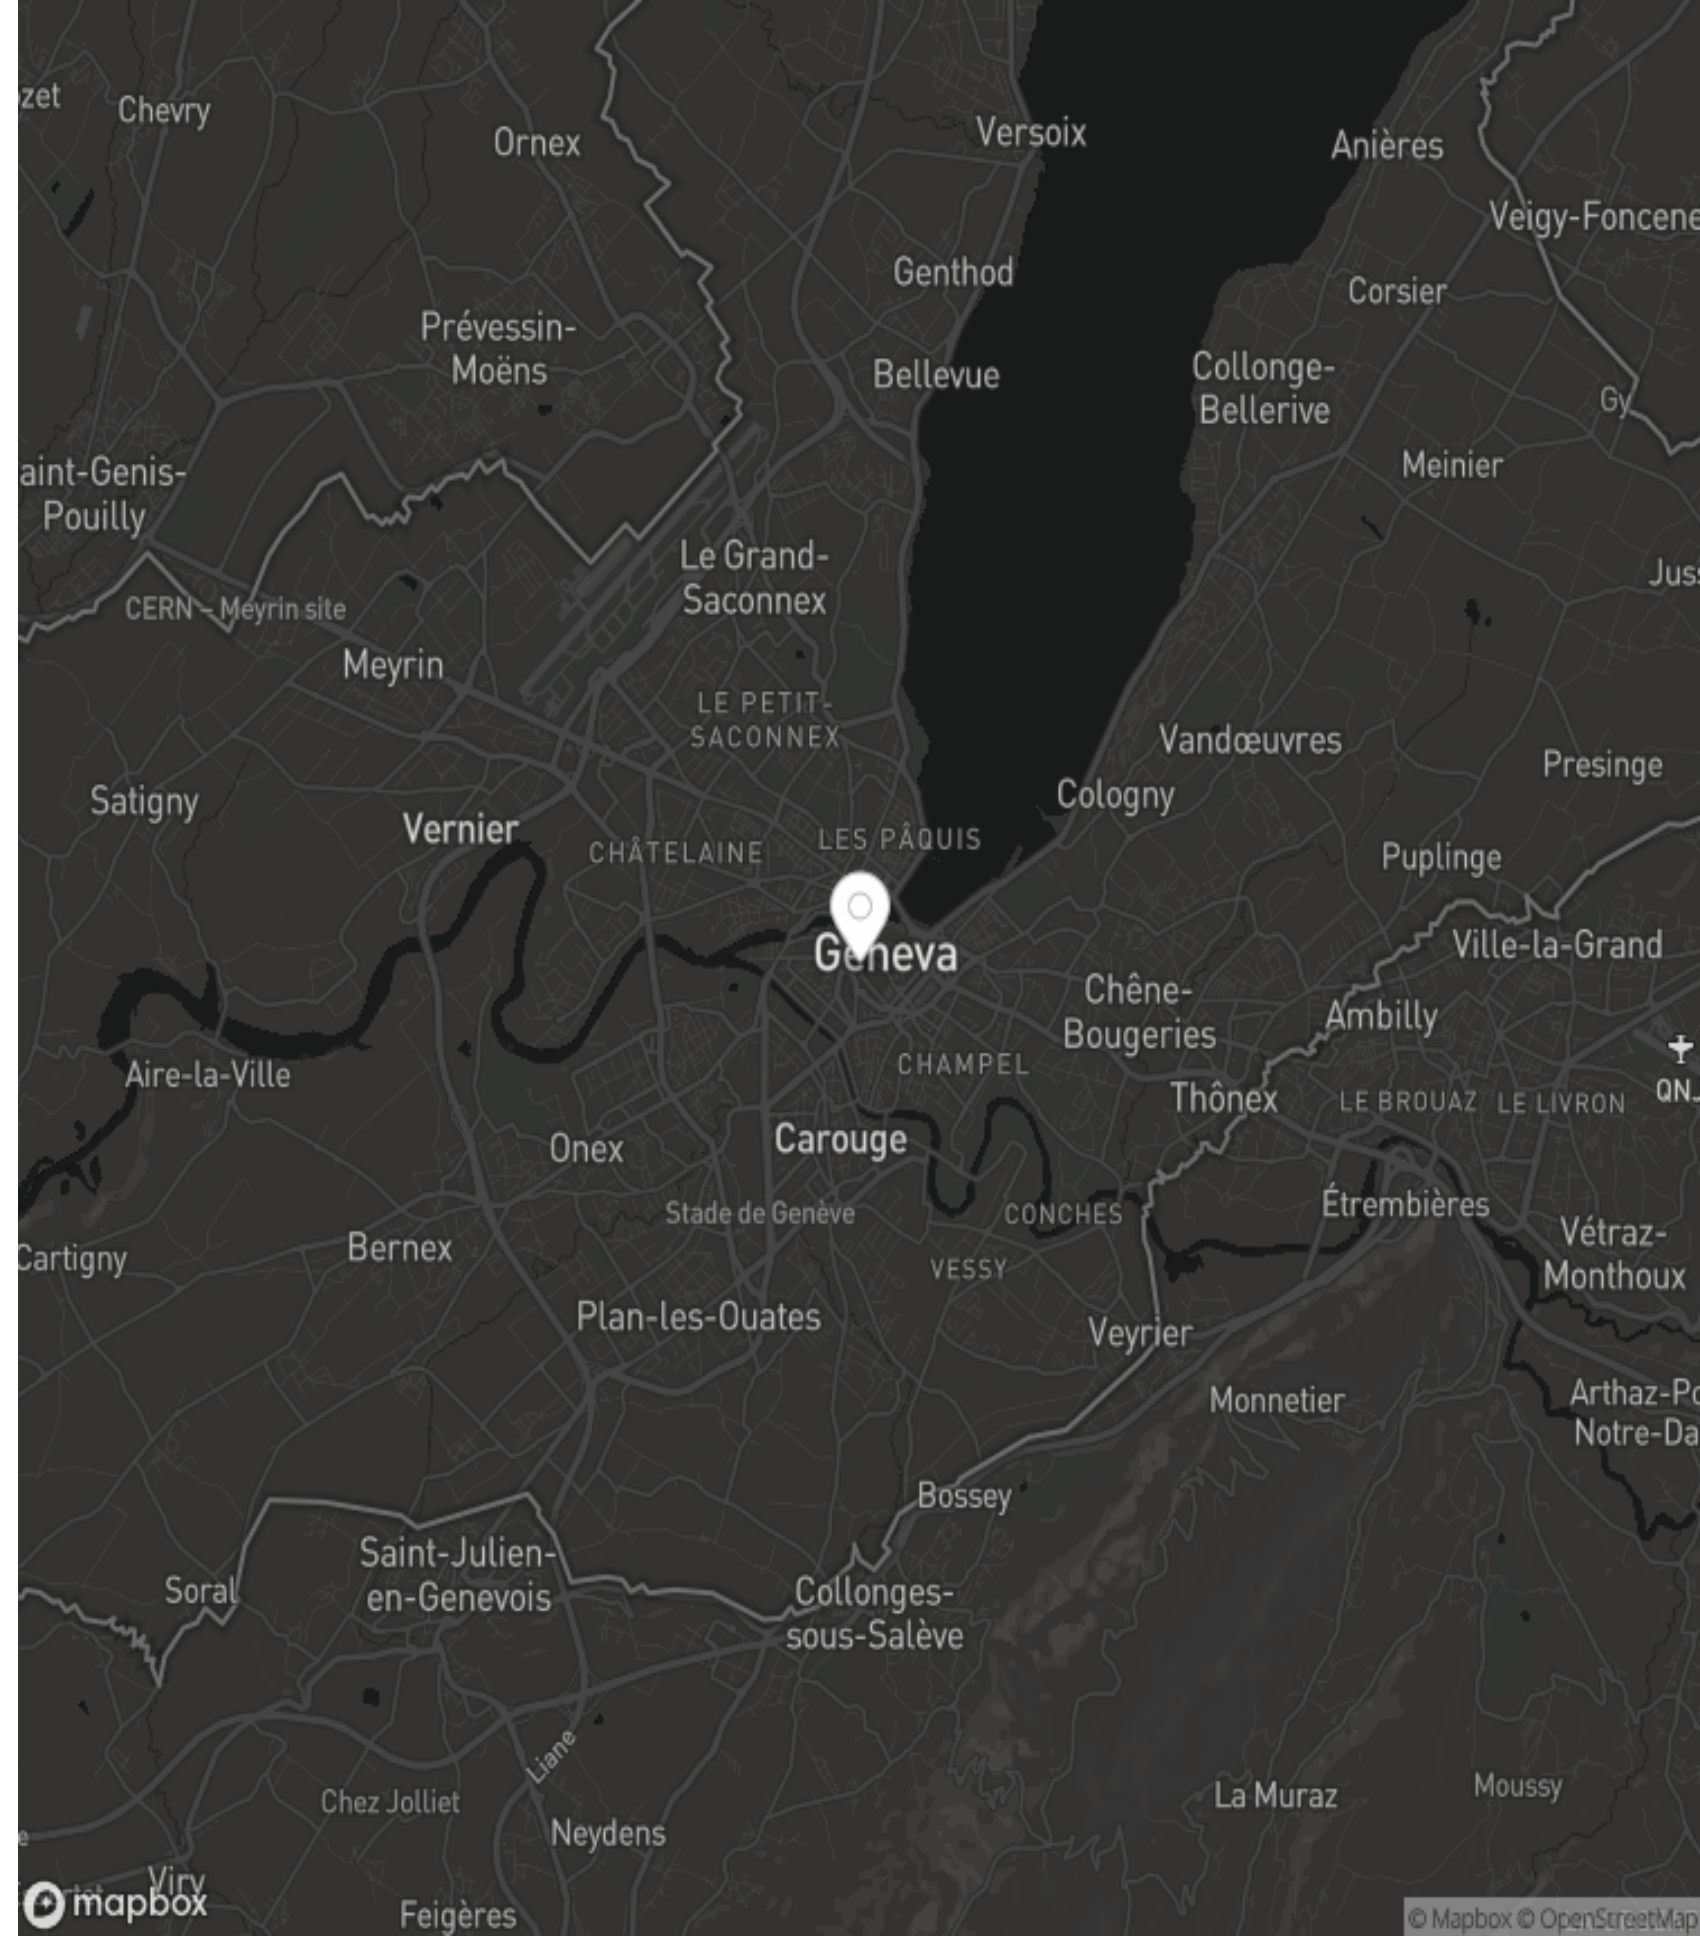 zet
Chevry
Ornex
Versoix
Anières
Veigy-Foncene
Genthod
Corsier
Prévessin-
Moëns
Bellevue
Collonge-
Bellerive
Gy
Meinier
aint-Genis-
Pouilly
Le Grand-
Saconnex
Juss
CERN – Meyrin site
Meyrin
LE PETIT-
SACONNEX
Vandœuvres
Presinge
Satigny
Cologny
Vernier
CHÂTELAINE
LES PÂQUIS
Puplinge
Geneva
Ville-la-Grand
Chêne-
Bougeries
Ambilly
Aire-la-Ville
CHAMPEL
Thônex
LE BROUAZ
LE LIVRON
QNJ
Onex
Carouge
Stade de Genève
CONCHES
Étrembières
Cartigny
Bernex
VESSY
Vétraz-
Monthoux
Plan-les-Ouates
Veyrier
Monnetier
Arthaz-Po
Notre-Da
Bossey
Saint-Julien-
en-Genevois
Soral
Collonges-
sous-Salève
Liane
Chez Jolliet
La Muraz
Moussy
Neydens
Viry
mapbox
Feigères
© Mapbox © OpenStreetMap